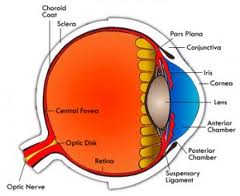 Choroid
Coat
Sclera
Pars Plana
Conjunctiva
Iris
Cornea
Lens
Anterior
Chamber
Posterior
Chamber
Suspensory
Ligament
Central Fovea
Optic Disk
Retina
Optic Nerve